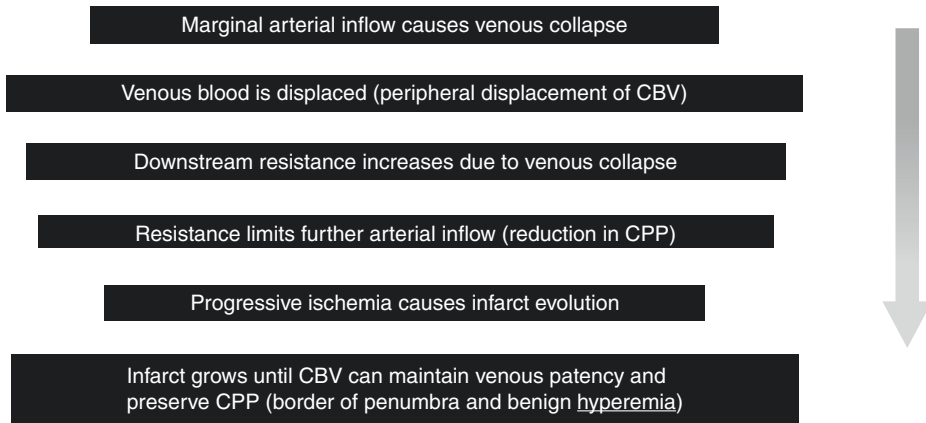 Marginal arterial inflow causes venous collapse
Venous blood is displaced (peripheral displacement of CBV)
Downstream resistance increases due to venous collapse
Resistance limits further arterial inflow (reduction in CPP)
Progressive ischemia causes infarct evolution
Infarct grows until CBV can maintain venous patency and
preserve CPP (border of penumbra and benign hyperemia)